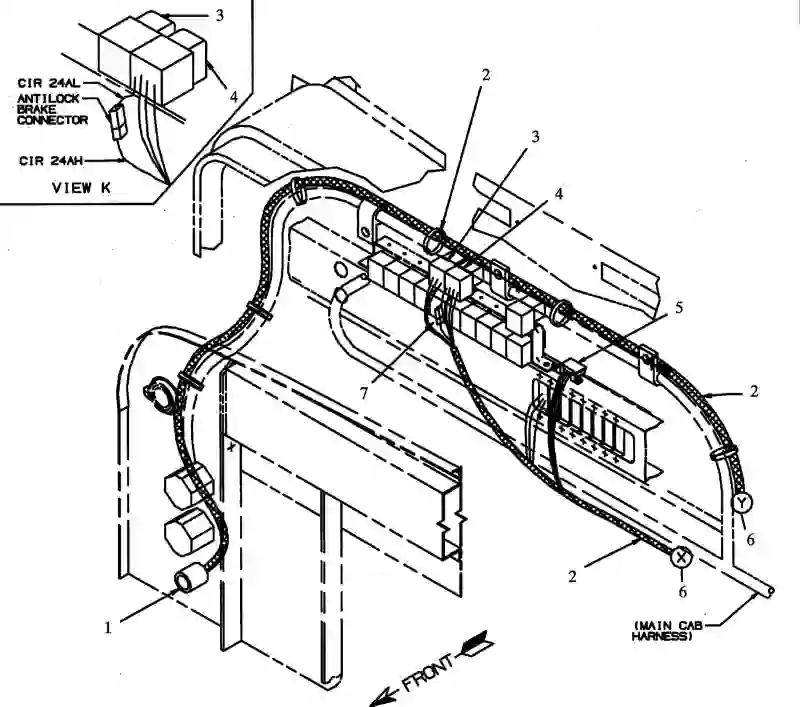 3
CIR 24AL
ANTILOCK
BRAKE
CONNECTOR
4
CIR 24AH
VIEW K
2
3
4
5
7
2
Y
6
X
2
6
1
(MAIN CAB
HARNESS)
FRONT